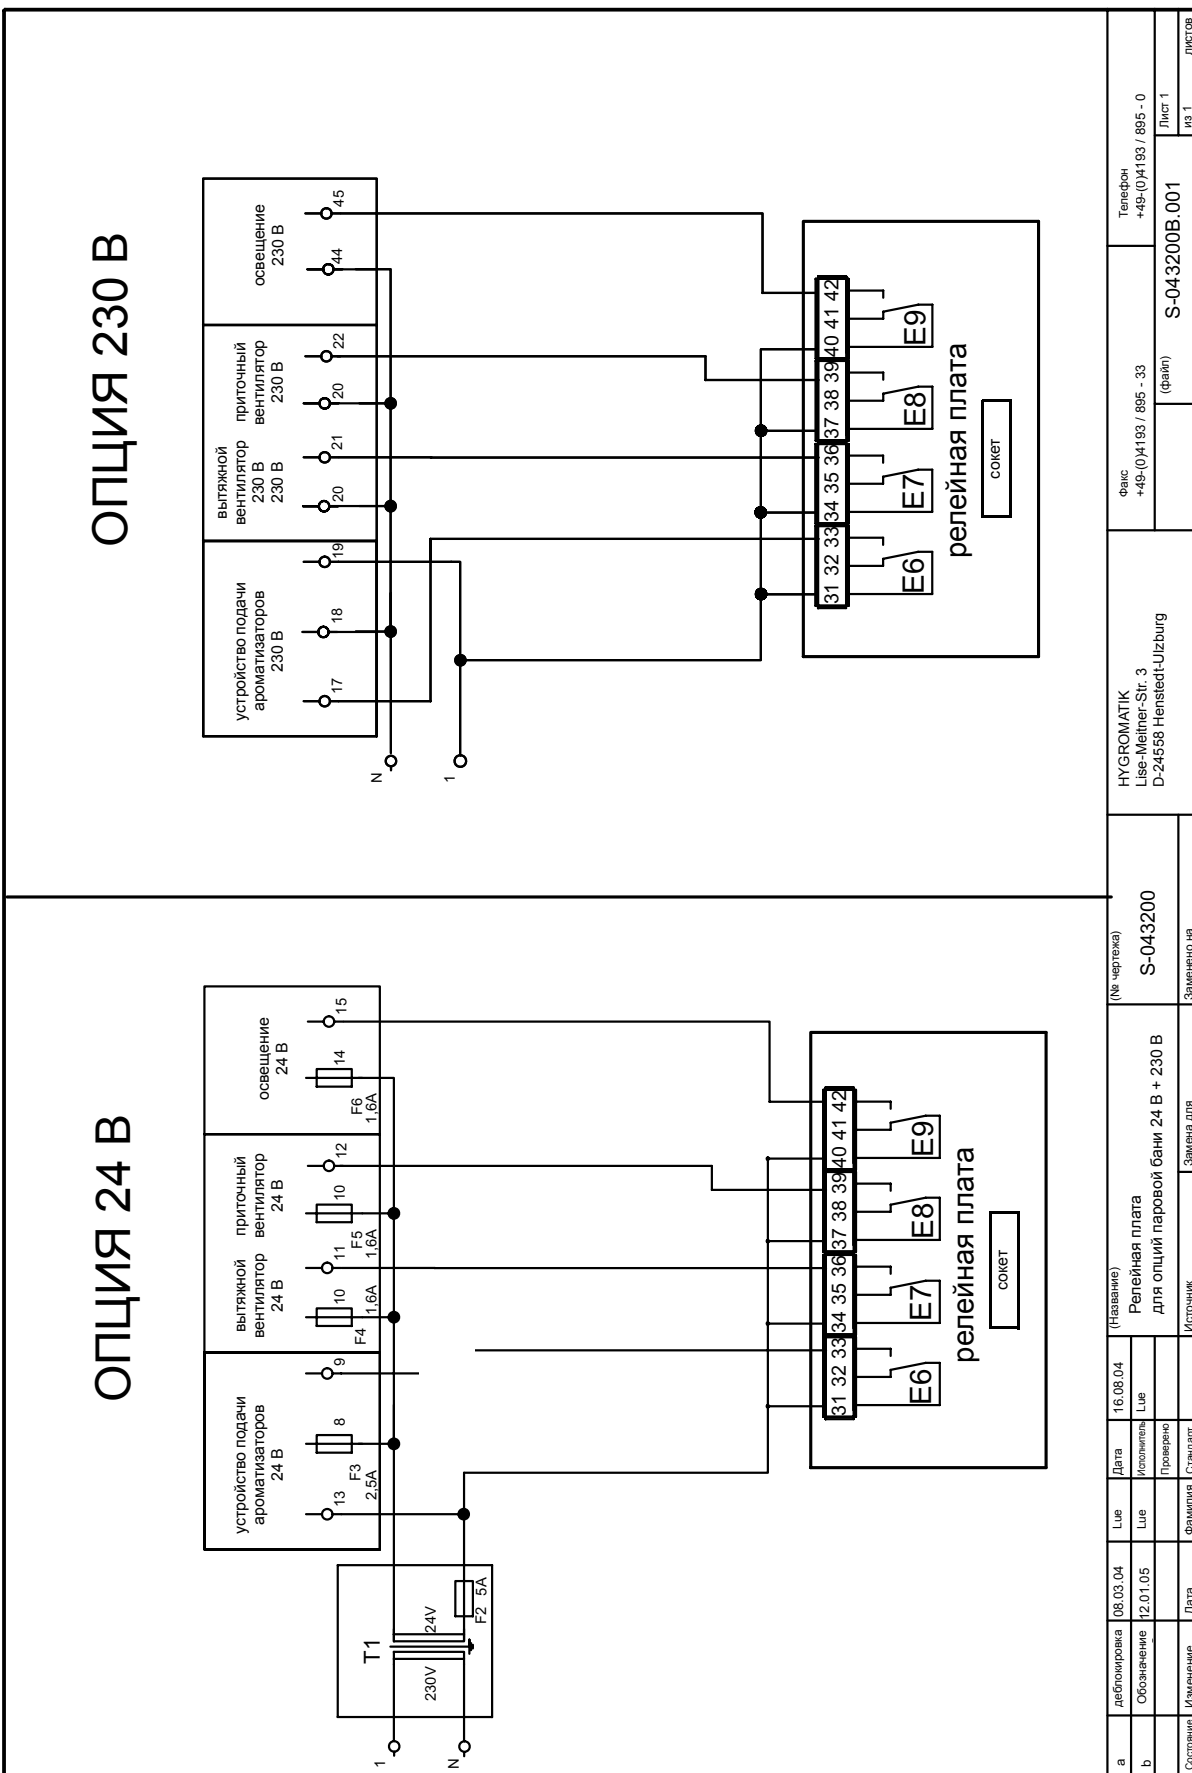 ОПЦИЯ 24 В
устройство подачи
ароматизаторов
24 В
вытяжной
вентилятор
24 В
приточный
вентилятор
24 В
освещение
24 В
13
8
9
10
11
10
12
14
15
F3
2,5A
F4
1,6A
F5
1,6A
F6
1,6A
T1
230V
24V
F2
5A
1
N
31 32 33 34 35 36 37 38 39 40 41 42
E6
E7
E8
E9
релейная плата
сокет
ОПЦИЯ 230 В
устройство подачи
ароматизаторов
230 В
вытяжной
вентилятор
230 В
230 В
приточный
вентилятор
230 В
освещение
230 В
17
18
19
20
21
20
22
44
45
N
1
31 32 33 34 35 36 37 38 39 40 41 42
E6
E7
E8
E9
релейная плата
сокет
a
деблокировка
08.03.04
Lue
Дата
16.08.04
b
Обозначение
12.01.05
Lue
Исполнитель
Lue
Проверено
Состояние
Изменение
Дата
Фамилия
Стандарт
(Название)
Релейная плата
для опций паровой бани 24 В + 230 В
Источник
Замена для
(№ чертежа)
S-043200
Заменено на
HYGROMATIK
Lise-Meitner-Str. 3
D-24558 Henstedt-Ulzburg
Факс
+49-(0)4193 / 895 - 33
Телефон
+49-(0)4193 / 895 - 0
(файл)
S-043200B.001
Лист 1
из 1
листов